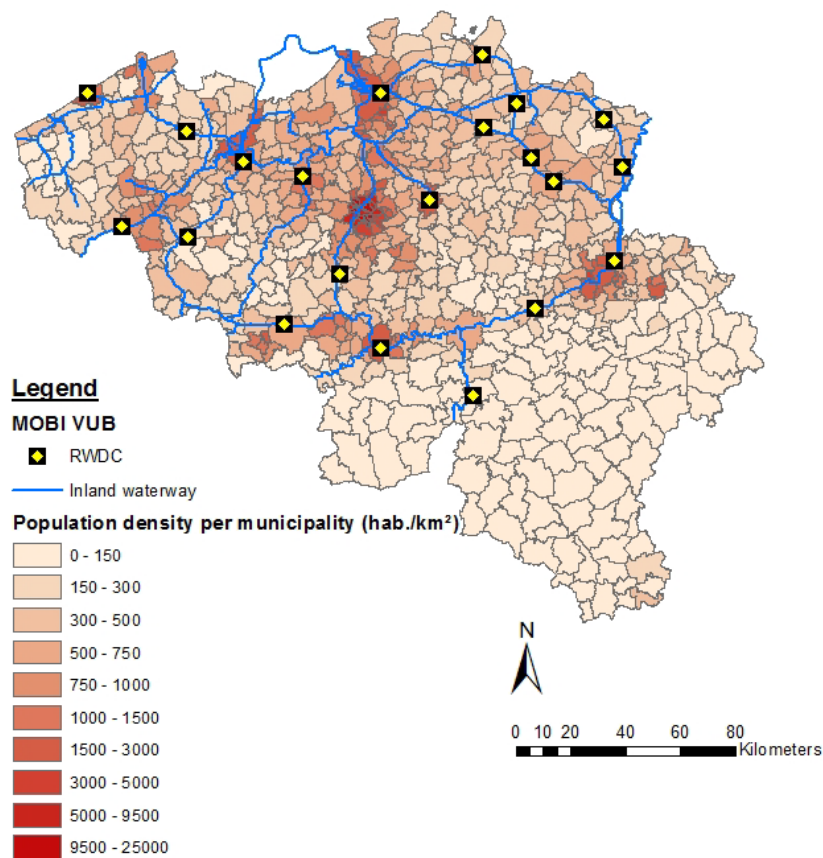 Legend
MOBI VUB
RWDC
Inland waterway
Population density per municipality (hab./km²)
0 - 150
150 - 300
300 - 500
500 - 750
750 - 1000
1000 - 1500
1500 - 3000
3000 - 5000
5000 - 9500
9500 - 25000
N
0 10 20 40 60 80
Kilometers